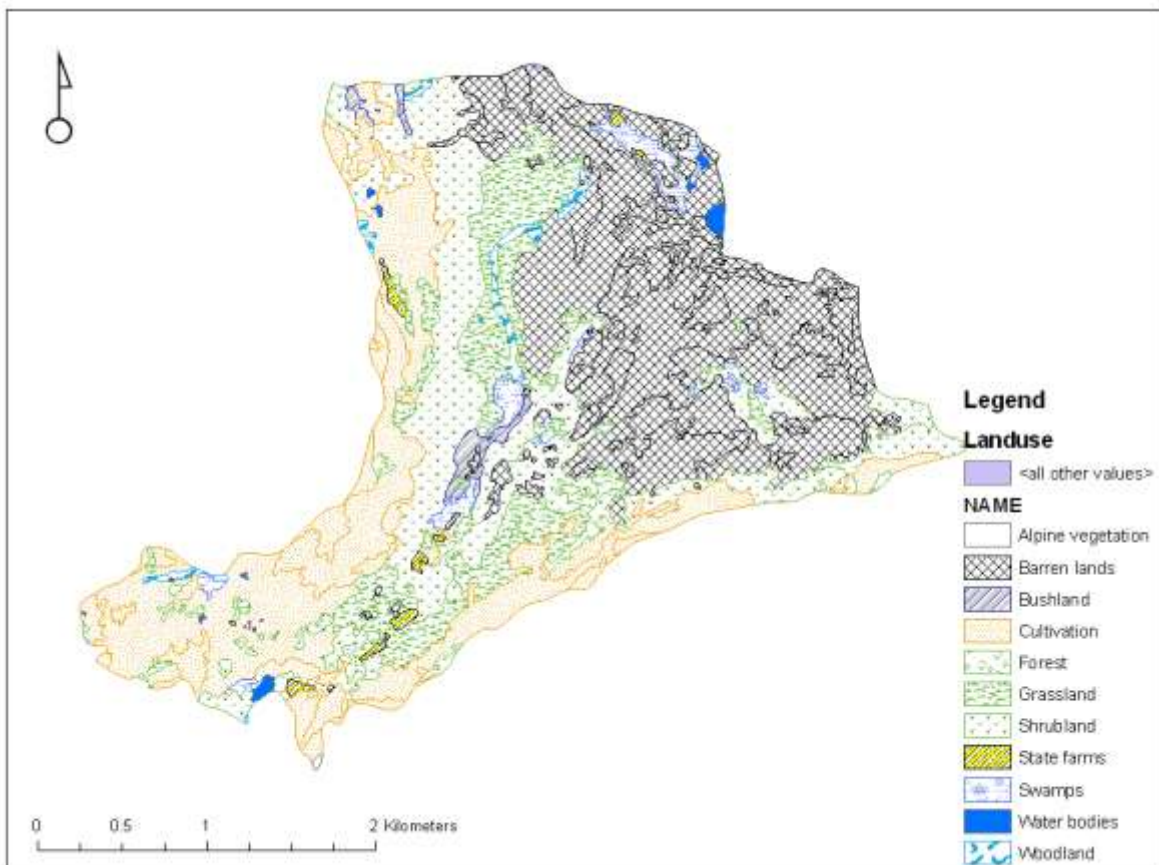 Legend
Landuse
<all other values>
NAME
Alpine vegetation
Barren lands
Bushland
Cultivation
Forest
Grassland
Shrubland
State farms
Swamps
Water bodies
Woodland
0 0.5 1 2 Kilometers